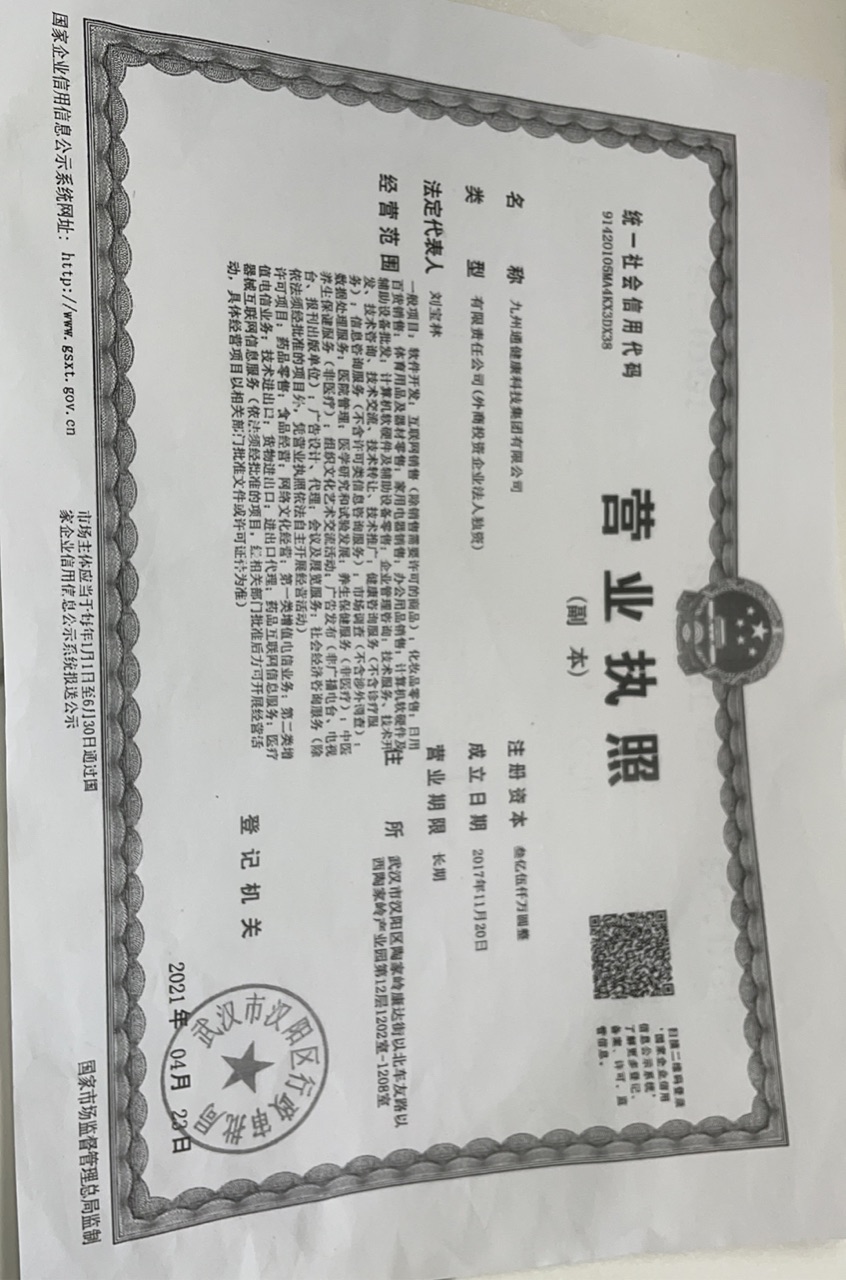 营业执照
(副本)
统一社会信用代码
91420105MA4KX3DX38
扫描二维码登录
‘国家企业信用
信息公示系统’
了解更多登记、
备案、许可、监
管信息。
名称 九州通健康科技集团有限公司
类型 有限责任公司(外商投资企业法人独资)
法定代表人 刘宝林
经营范围
一般项目：软件开发；互联网销售（除销售需要许可的商品）；化妆品零售；日用
百货销售；体育用品及器材零售；家用电器销售；办公用品销售；计算机软硬件及
辅助设备批发；计算机软硬件及辅助设备零售；企业管理咨询；技术服务、技术开
发、技术咨询、技术交流、技术转让、技术推广；健康咨询服务（不含诊疗服
务）；信息咨询服务（不含许可类信息咨询服务）；市场调查（不含涉外调查）；
数据处理服务；医院管理；医学研究和试验发展；养生保健服务（非医疗）；中医
养生保健服务（非医疗）；组织文化艺术交流活动；广告发布（非广播电台、电视
台、报刊出版单位）；广告设计、代理；会议及展览服务；社会经济咨询服务（除
依法须经批准的项目外，凭营业执照依法自主开展经营活动）
许可项目：药品零售；食品经营；网络文化经营；第一类增值电信业务；第二类增
值电信业务；技术进出口；货物进出口；进出口代理；药品互联网信息服务；医疗
器械互联网信息服务（依法须经批准的项目，经相关部门批准后方可开展经营活
动，具体经营项目以相关部门批准文件或许可证件为准）
注册资本 叁亿伍仟万圆整
成立日期 2017年11月20日
营业期限 长期
住所 武汉市汉阳区陶家岭康达街以北车友路以
西陶家岭产业园第12层1202室-1208室
登记机关
武汉市汉阳区行政审批局
2021年 04月 23日
国家企业信用信息公示系统网址：http://www.gsxt.gov.cn
市场主体应当于每年1月1日至6月30日通过国
家企业信用信息公示系统报送公示
国家市场监督管理总局监制